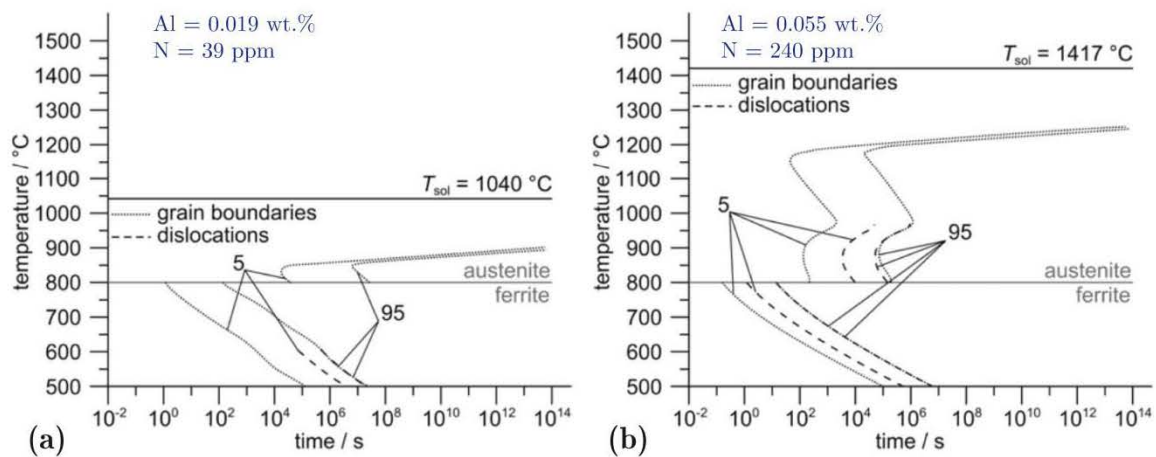 Al = 0.019 wt.%
N = 39 ppm
1500
1400
1300
1200
1100
1000
900
800
700
600
500
temperature / °C
T_sol = 1040 °C
grain boundaries
dislocations
5
95
austenite
ferrite
10^-2
10^0
10^2
10^4
10^6
10^8
10^10
10^12
10^14
time / s
(a)
Al = 0.055 wt.%
N = 240 ppm
1500
1400
1300
1200
1100
1000
900
800
700
600
500
temperature / °C
T_sol = 1417 °C
grain boundaries
dislocations
5
95
austenite
ferrite
10^-2
10^0
10^2
10^4
10^6
10^8
10^10
10^12
10^14
time / s
(b)